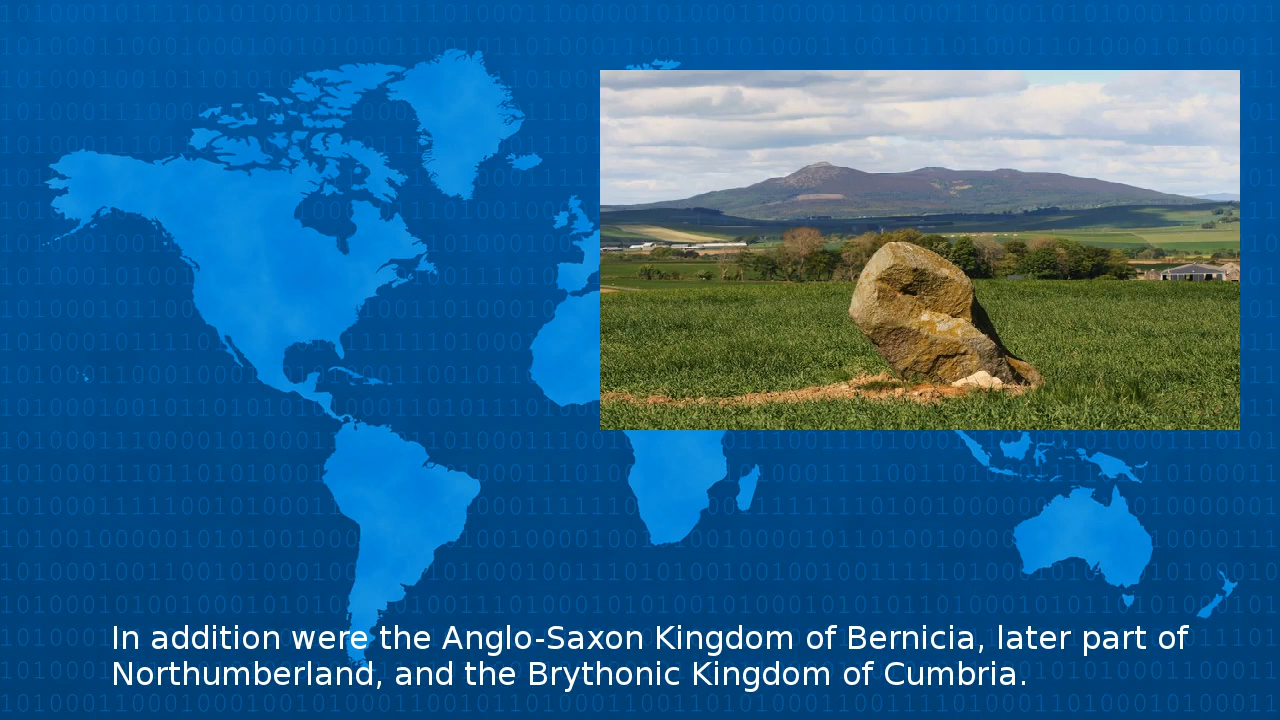 In addition were the Anglo-Saxon Kingdom of Bernicia, later part of
Northumberland, and the Brythonic Kingdom of Cumbria.